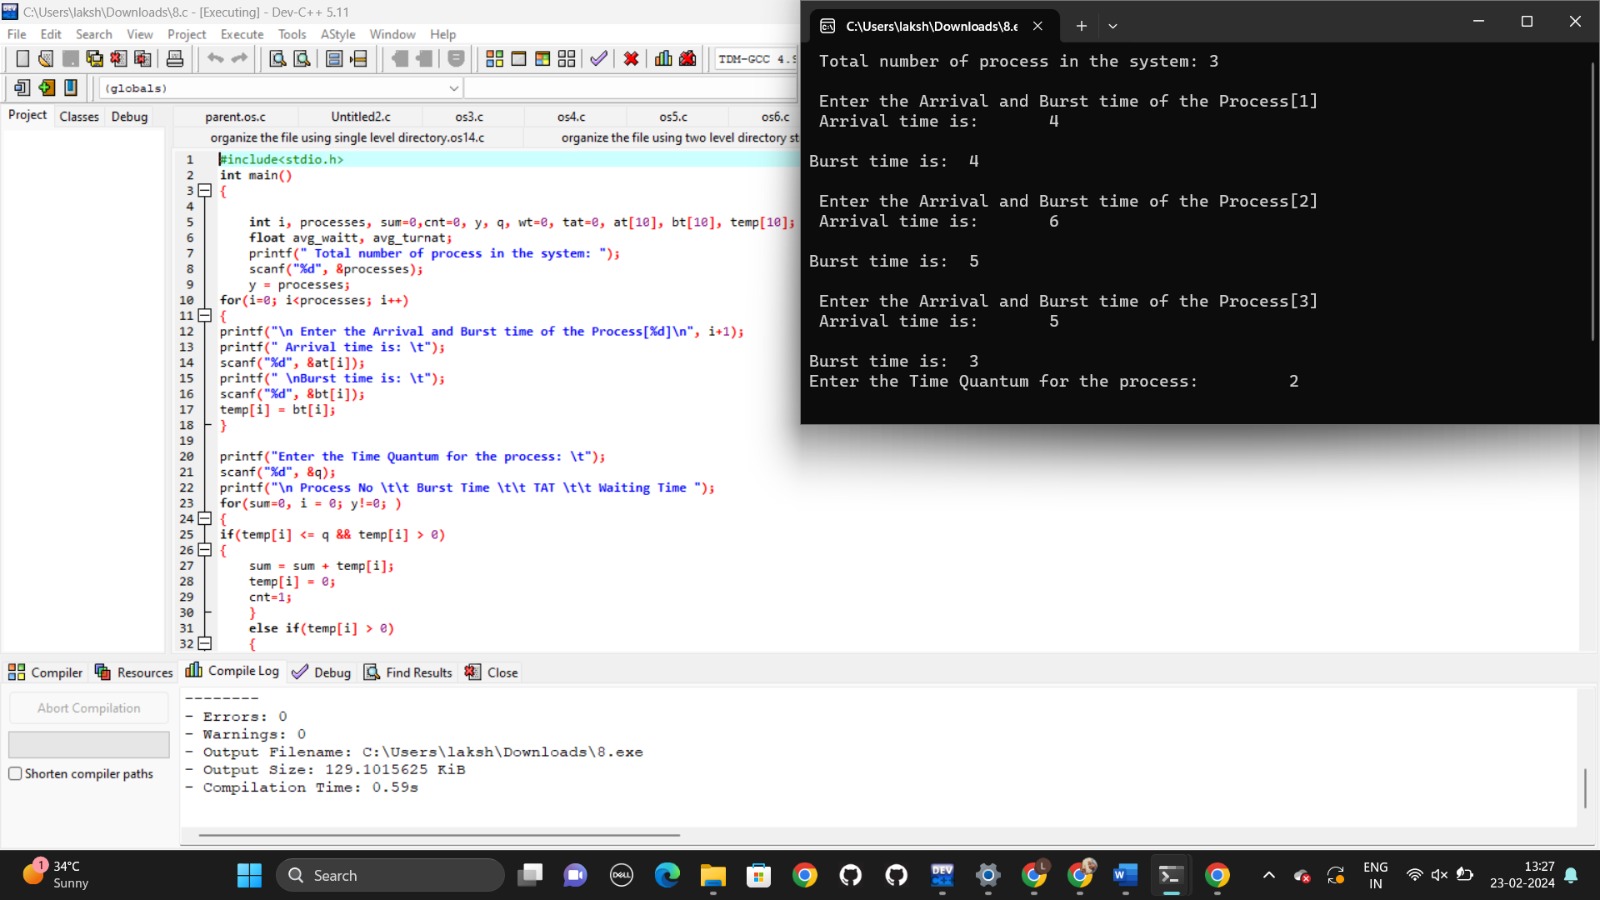 C:\Users\laksh\Downloads\8.c - [Executing] - Dev-C++ 5.11
File Edit Search View Project Execute Tools AStyle Window Help
TDM-GCC 4.9
(globals)
Project Classes Debug
parent.os.c Untitled2.c os3.c os4.c os5.c os6.c
organize the file using single level directory.os14.c organize the file using two level directory st
1 #include<stdio.h>
2 int main()
3 {
4
5 int i, processes, sum=0,cnt=0, y, q, wt=0, tat=0, at[10], bt[10], temp[10];
6 float avg_waitt, avg_turnat;
7 printf(" Total number of process in the system: ");
8 scanf("%d", &processes);
9 y = processes;
10 for(i=0; i<processes; i++)
11 {
12 printf("\n Enter the Arrival and Burst time of the Process[%d]\n", i+1);
13 printf(" Arrival time is: \t");
14 scanf("%d", &at[i]);
15 printf(" \nBurst time is: \t");
16 scanf("%d", &bt[i]);
17 temp[i] = bt[i];
18 }
19
20 printf("Enter the Time Quantum for the process: \t");
21 scanf("%d", &q);
22 printf("\n Process No \t\t Burst Time \t\t TAT \t\t Waiting Time ");
23 for(sum=0, i = 0; y!=0; )
24 {
25 if(temp[i] <= q && temp[i] > 0)
26 {
27 sum = sum + temp[i];
28 temp[i] = 0;
29 cnt=1;
30 }
31 else if(temp[i] > 0)
32 {
C:\Users\laksh\Downloads\8.e
Total number of process in the system: 3
Enter the Arrival and Burst time of the Process[1]
Arrival time is: 4
Burst time is: 4
Enter the Arrival and Burst time of the Process[2]
Arrival time is: 6
Burst time is: 5
Enter the Arrival and Burst time of the Process[3]
Arrival time is: 5
Burst time is: 3
Enter the Time Quantum for the process: 2
Compiler Resources Compile Log Debug Find Results Close
Abort Compilation
Shorten compiler paths
--------
- Errors: 0
- Warnings: 0
- Output Filename: C:\Users\laksh\Downloads\8.exe
- Output Size: 129.1015625 KiB
- Compilation Time: 0.59s
1
34°C
Sunny
Search
DELL
DEV
L
W
ENG
IN
13:27
23-02-2024